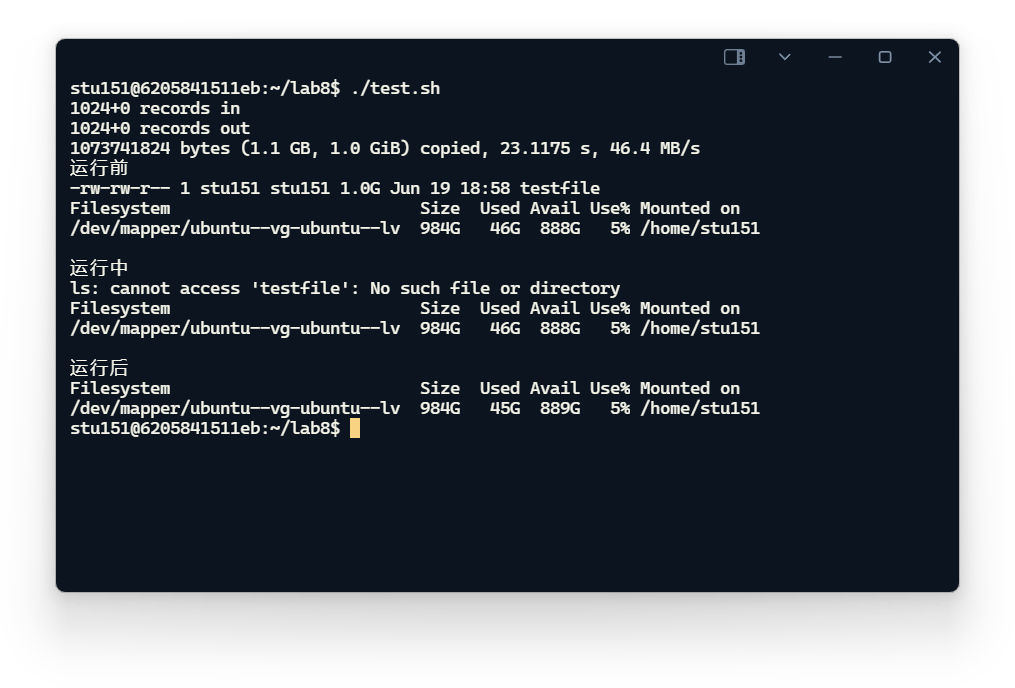 stu151@6205841511eb:~/lab8$ ./test.sh
1024+0 records in
1024+0 records out
1073741824 bytes (1.1 GB, 1.0 GiB) copied, 23.1175 s, 46.4 MB/s
运行前
-rw-rw-r-- 1 stu151 stu151 1.0G Jun 19 18:58 testfile
Filesystem                         Size  Used Avail Use% Mounted on
/dev/mapper/ubuntu--vg-ubuntu--lv  984G   46G  888G   5% /home/stu151
运行中
ls: cannot access 'testfile': No such file or directory
Filesystem                         Size  Used Avail Use% Mounted on
/dev/mapper/ubuntu--vg-ubuntu--lv  984G   46G  888G   5% /home/stu151
运行后
Filesystem                         Size  Used Avail Use% Mounted on
/dev/mapper/ubuntu--vg-ubuntu--lv  984G   45G  889G   5% /home/stu151
stu151@6205841511eb:~/lab8$